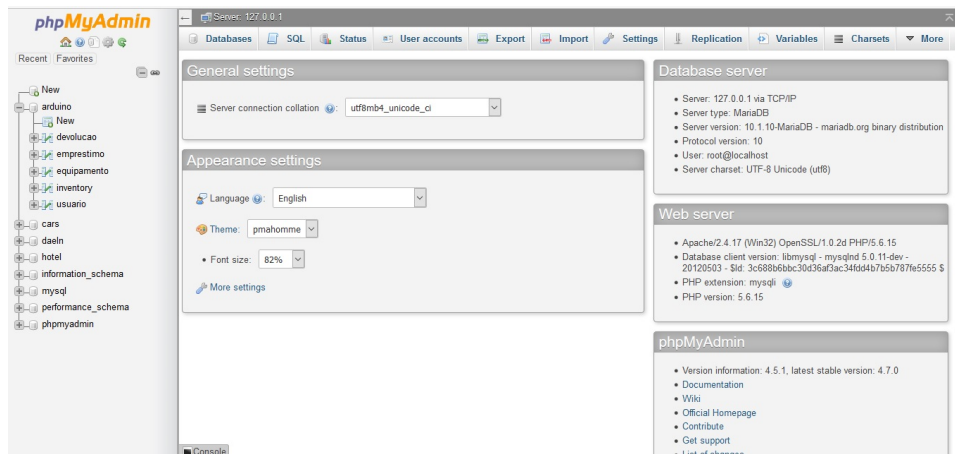 phpMyAdmin
Recent Favorites
New
arduino
New
devolucao
emprestimo
equipamento
inventory
usuario
cars
daeln
hotel
information_schema
mysql
performance_schema
phpmyadmin
Server: 127.0.0.1
Databases SQL Status User accounts Export Import Settings Replication Variables Charsets More
General settings
Server connection collation : utf8mb4_unicode_ci
Appearance settings
Language : English
Theme: pmahomme
Font size: 82%
More settings
Database server
Server: 127.0.0.1 via TCP/IP
Server type: MariaDB
Server version: 10.1.10-MariaDB - mariadb.org binary distribution
Protocol version: 10
User: root@localhost
Server charset: UTF-8 Unicode (utf8)
Web server
Apache/2.4.17 (Win32) OpenSSL/1.0.2d PHP/5.6.15
Database client version: libmysql - mysqlnd 5.0.11-dev -
20120503 - $Id: 3c688b6bbc30d36af3ac34fdd4b7b5b787fe5555 $
PHP extension: mysqli
PHP version: 5.6.15
phpMyAdmin
Version information: 4.5.1, latest stable version: 4.7.0
Documentation
Wiki
Official Homepage
Contribute
Get support
List of changes
Console